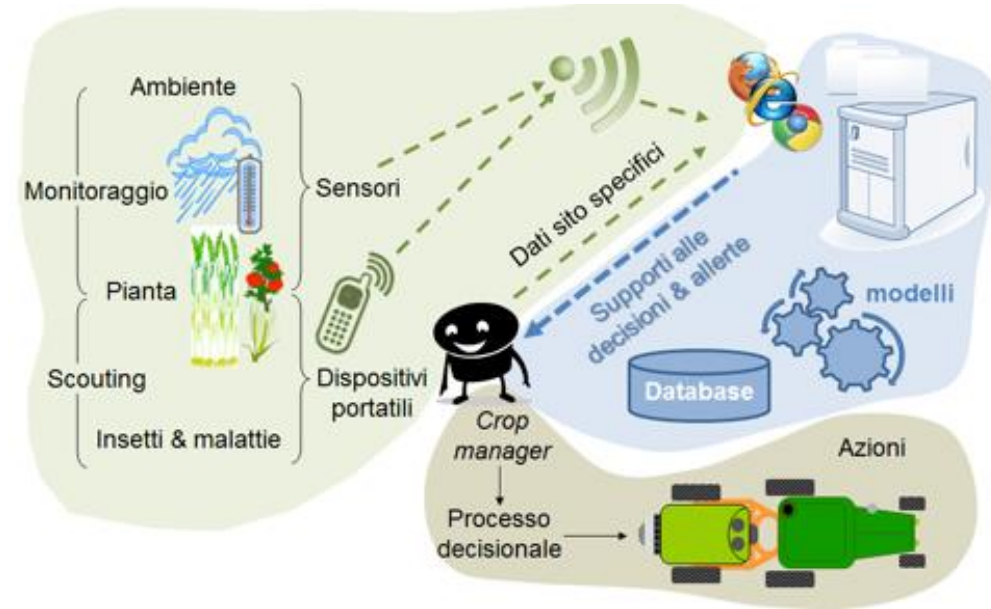 Ambiente
Monitoraggio
Sensori
Pianta
Scouting
Dispositivi
portatili
Insetti & malattie
Dati sito specifici
Supporti alle
decisioni & allerte
modelli
Database
Crop
manager
Processo
decisionale
Azioni